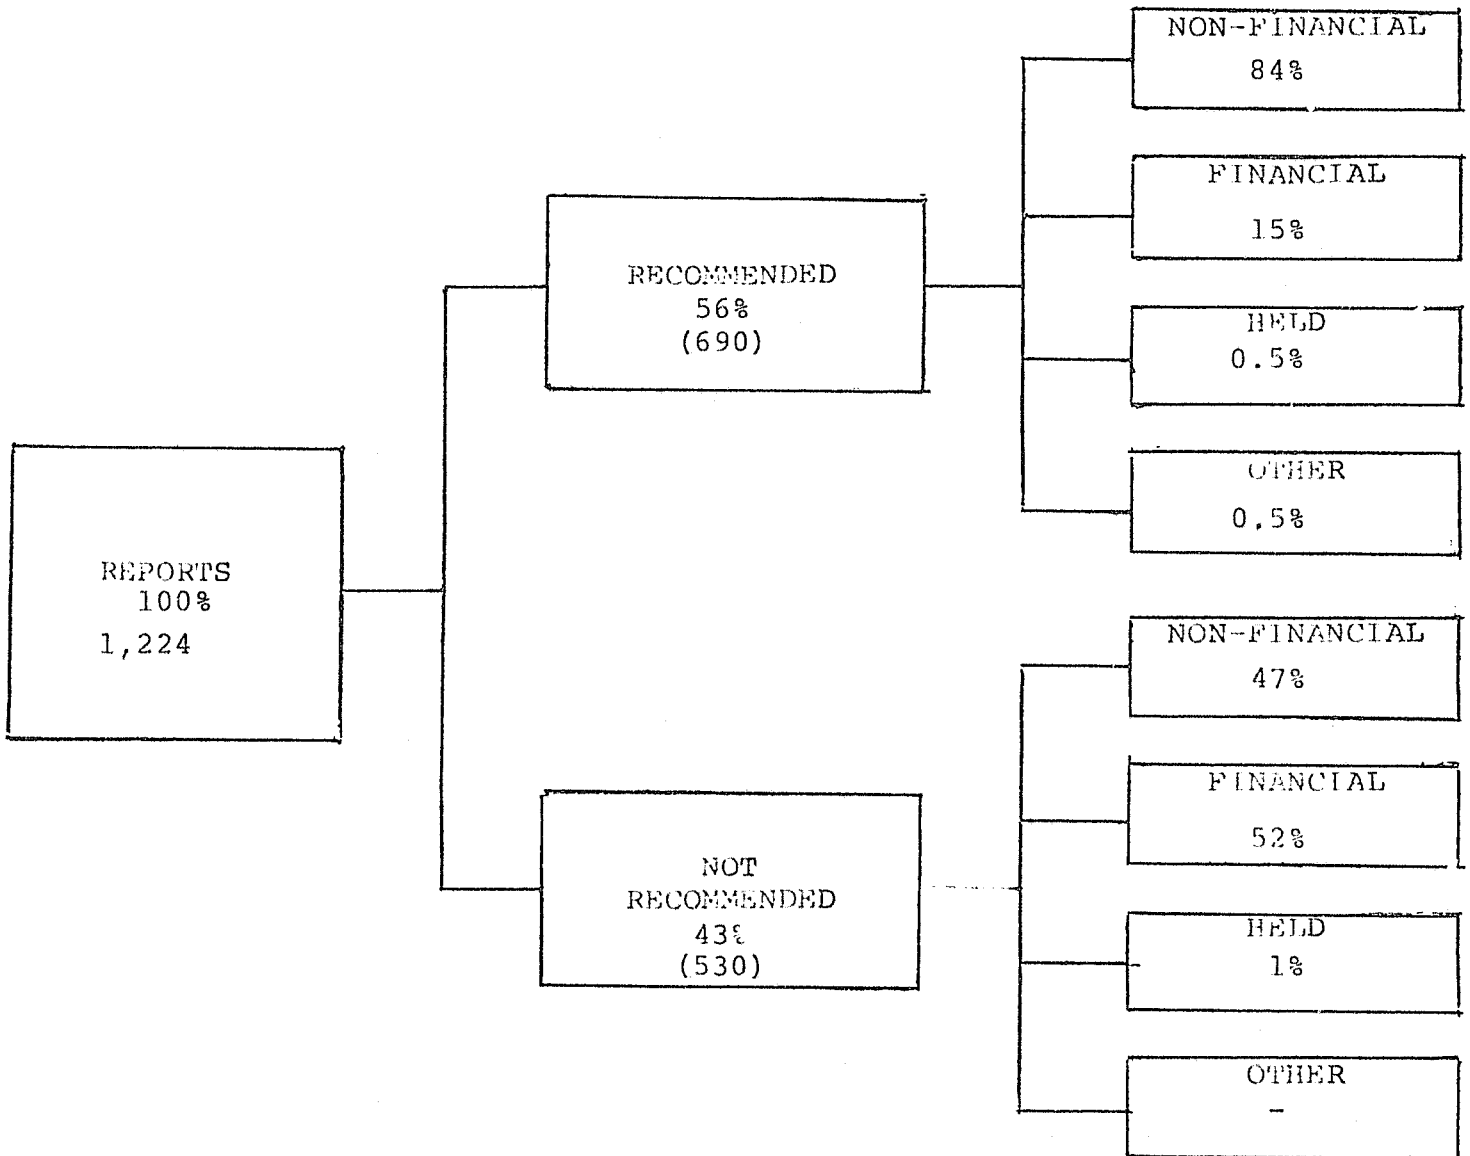 NON-FINANCIAL
84%
FINANCIAL
15%
RECOMMENDED
56%
(690)
HELD
0.5%
OTHER
0.5%
REPORTS
100%
1,224
NON-FINANCIAL
47%
FINANCIAL
52%
NOT
RECOMMENDED
43%
(530)
HELD
1%
OTHER
-